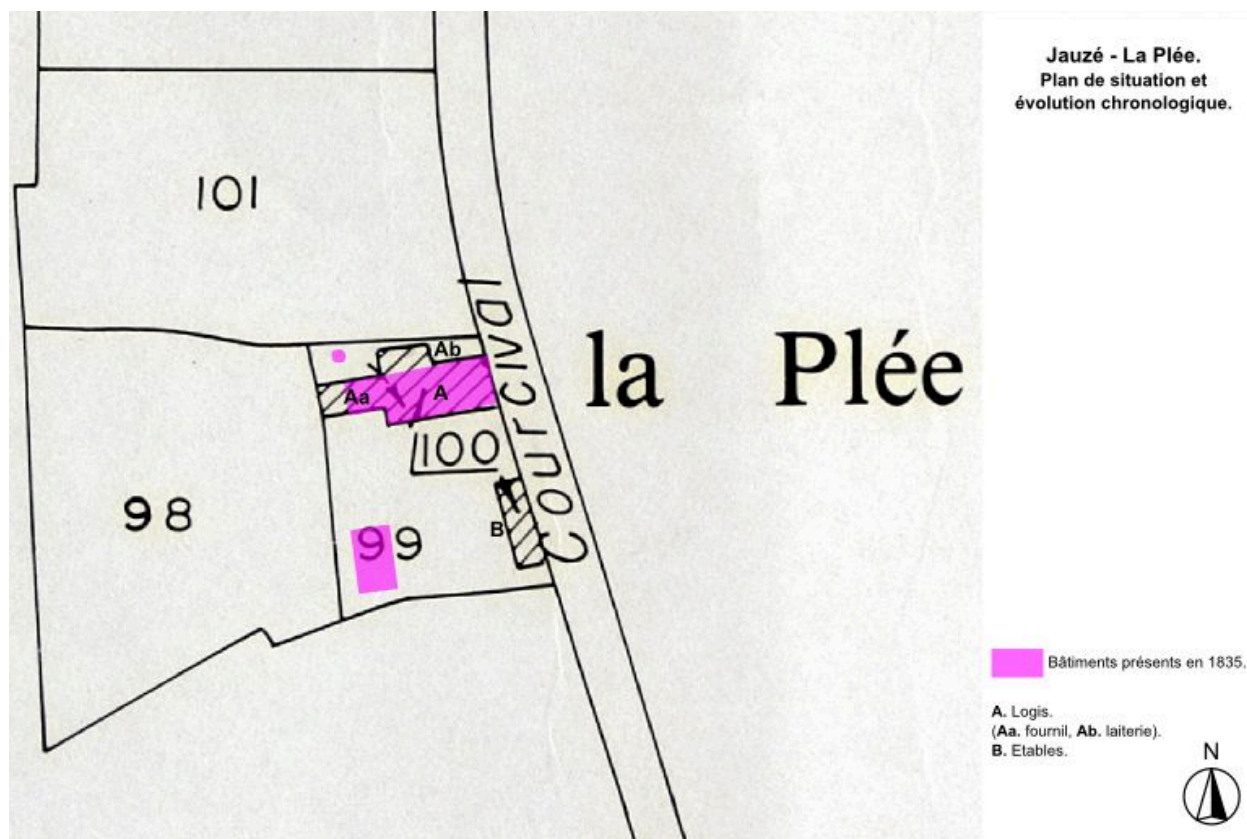 Jauzé - La Plée.
Plan de situation et
évolution chronologique.
101
Courcival
la Plée
Ab
Aa
A
100
98
99
B
Bâtiments présents en 1835.
A. Logis.
(Aa. fournil, Ab. laiterie).
B. Etables.
N